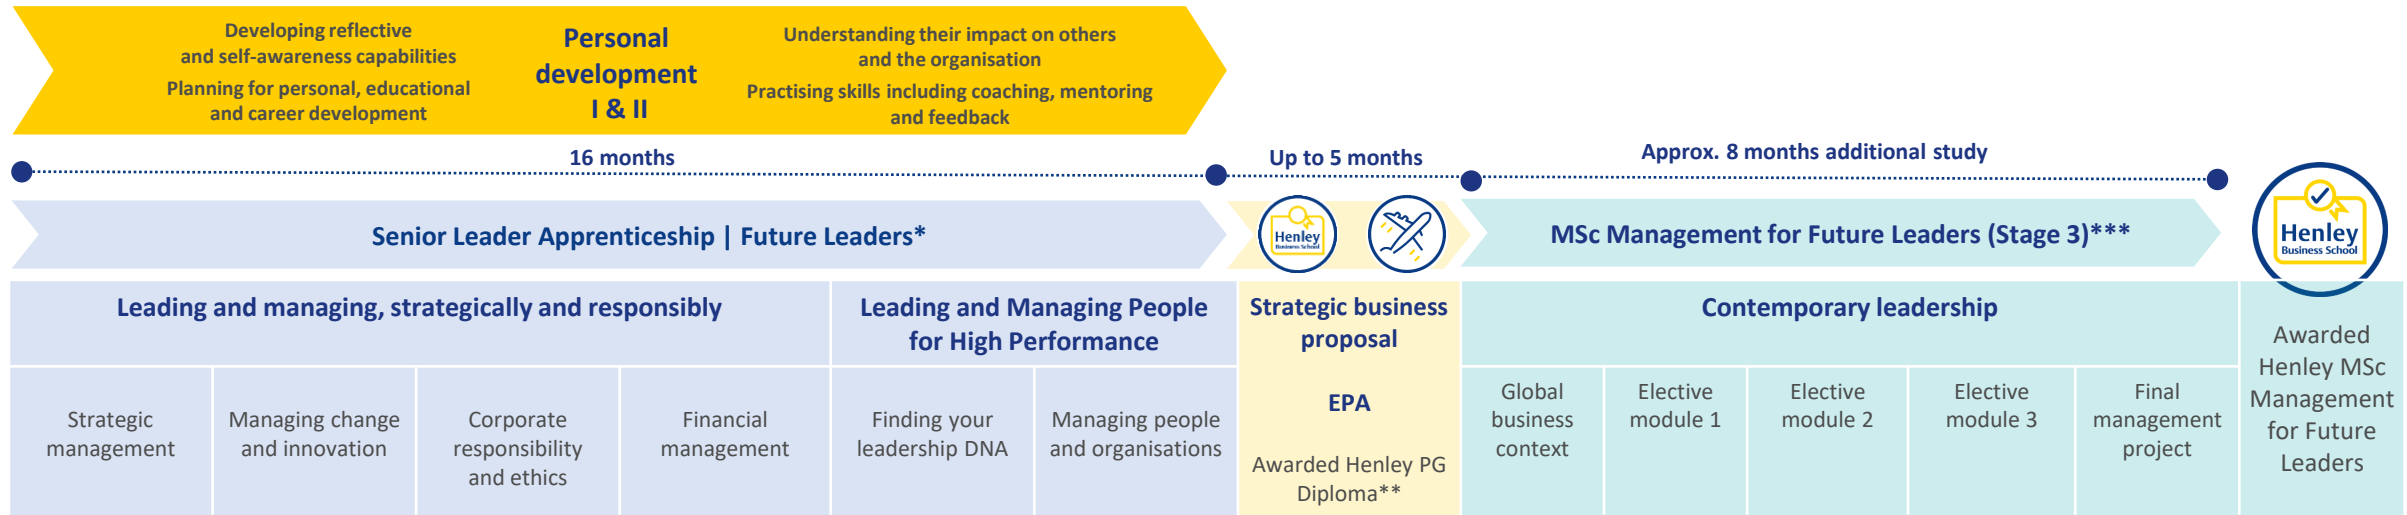 Developing reflective
and self-awareness capabilities
Planning for personal, educational
and career development
Personal
development
I & II
Understanding their impact on others
and the organisation
Practising skills including coaching, mentoring
and feedback
16 months
Up to 5 months
Approx. 8 months additional study
Senior Leader Apprenticeship | Future Leaders*
Henley
Business School
MSc Management for Future Leaders (Stage 3)***
Henley
Business School
Leading and managing, strategically and responsibly
Leading and Managing People
for High Performance
Strategic business
proposal
EPA
Awarded Henley PG
Diploma**
Contemporary leadership
Awarded
Henley MSc
Management
for Future
Leaders
Strategic
management
Managing change
and innovation
Corporate
responsibility
and ethics
Financial
management
Finding your
leadership DNA
Managing people
and organisations
Global
business
context
Elective
module 1
Elective
module 2
Elective
module 3
Final
management
project